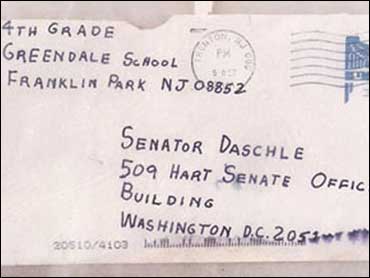 4TH GRADE
GREENDALE SCHOOL
FRANKLIN PARK NJ 08852
TRENTON, NJ
PM
SENATOR DASCHLE
509 HART SENATE OFFIC
BUILDING
WASHINGTON D.C.
20510/4103